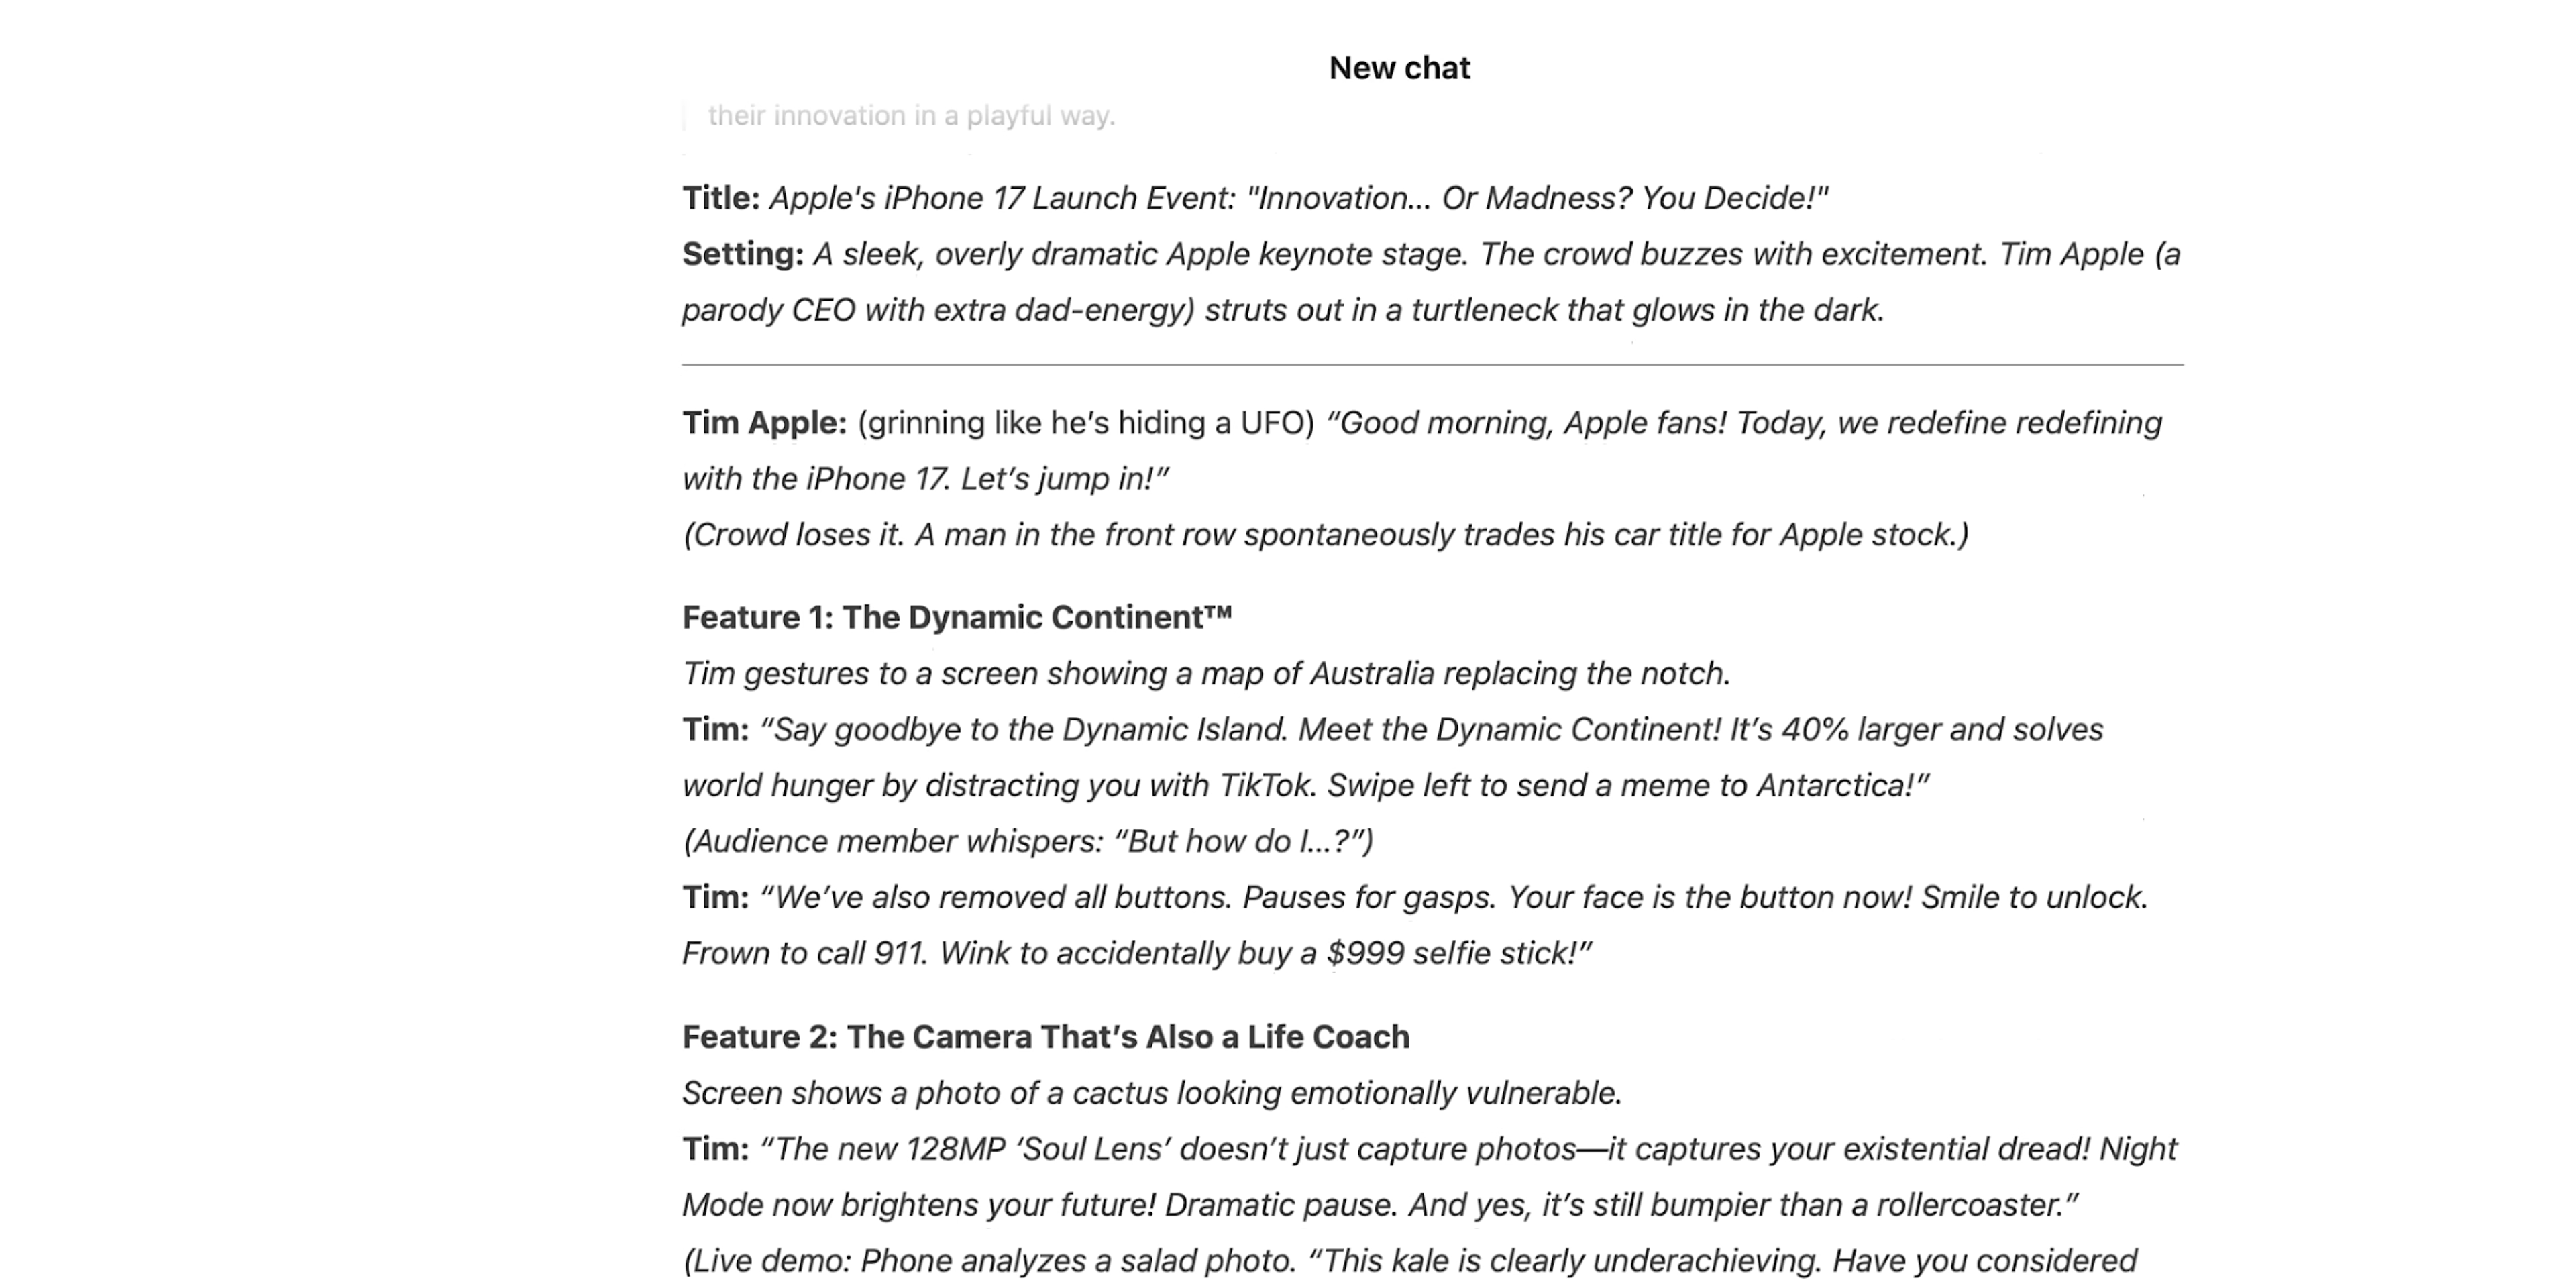 New chat
their innovation in a playful way.
Title: Apple's iPhone 17 Launch Event: "Innovation... Or Madness? You Decide!"
Setting: A sleek, overly dramatic Apple keynote stage. The crowd buzzes with excitement. Tim Apple (a
parody CEO with extra dad-energy) struts out in a turtleneck that glows in the dark.
Tim Apple: (grinning like he’s hiding a UFO) “Good morning, Apple fans! Today, we redefine redefining
with the iPhone 17. Let’s jump in!”
(Crowd loses it. A man in the front row spontaneously trades his car title for Apple stock.)
Feature 1: The Dynamic Continent™
Tim gestures to a screen showing a map of Australia replacing the notch.
Tim: “Say goodbye to the Dynamic Island. Meet the Dynamic Continent! It’s 40% larger and solves
world hunger by distracting you with TikTok. Swipe left to send a meme to Antarctica!”
(Audience member whispers: “But how do I...?”)
Tim: “We’ve also removed all buttons. Pauses for gasps. Your face is the button now! Smile to unlock.
Frown to call 911. Wink to accidentally buy a $999 selfie stick!”
Feature 2: The Camera That’s Also a Life Coach
Screen shows a photo of a cactus looking emotionally vulnerable.
Tim: “The new 128MP ‘Soul Lens’ doesn’t just capture photos—it captures your existential dread! Night
Mode now brightens your future! Dramatic pause. And yes, it’s still bumpier than a rollercoaster.”
(Live demo: Phone analyzes a salad photo. “This kale is clearly underachieving. Have you considered